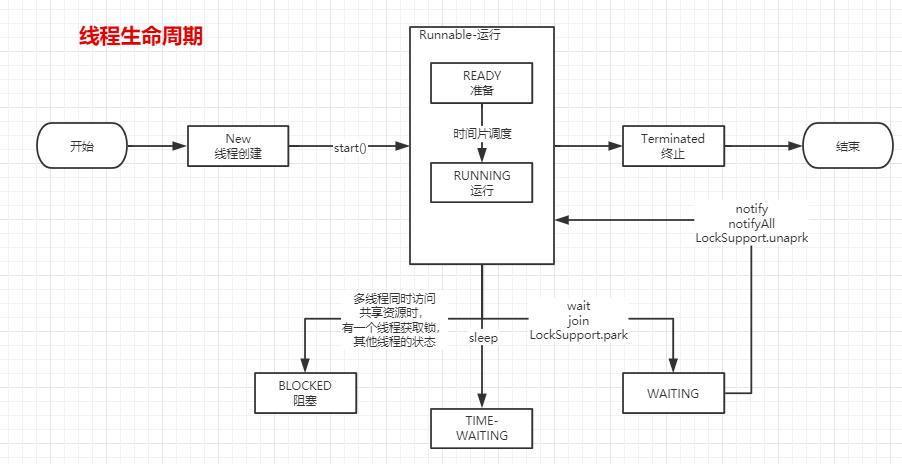 线程生命周期
Runnable-运行
READY
准备
时间片调度
RUNNING
运行
开始
New
线程创建
start()
Terminated
终止
结束
notify
notifyAll
LockSupport.unaprk
多线程同时访问
共享资源时，
有一个线程获取锁，
其他线程的状态
sleep
wait
join
LockSupport.park
BLOCKED
阻塞
TIME-
WAITING
WAITING